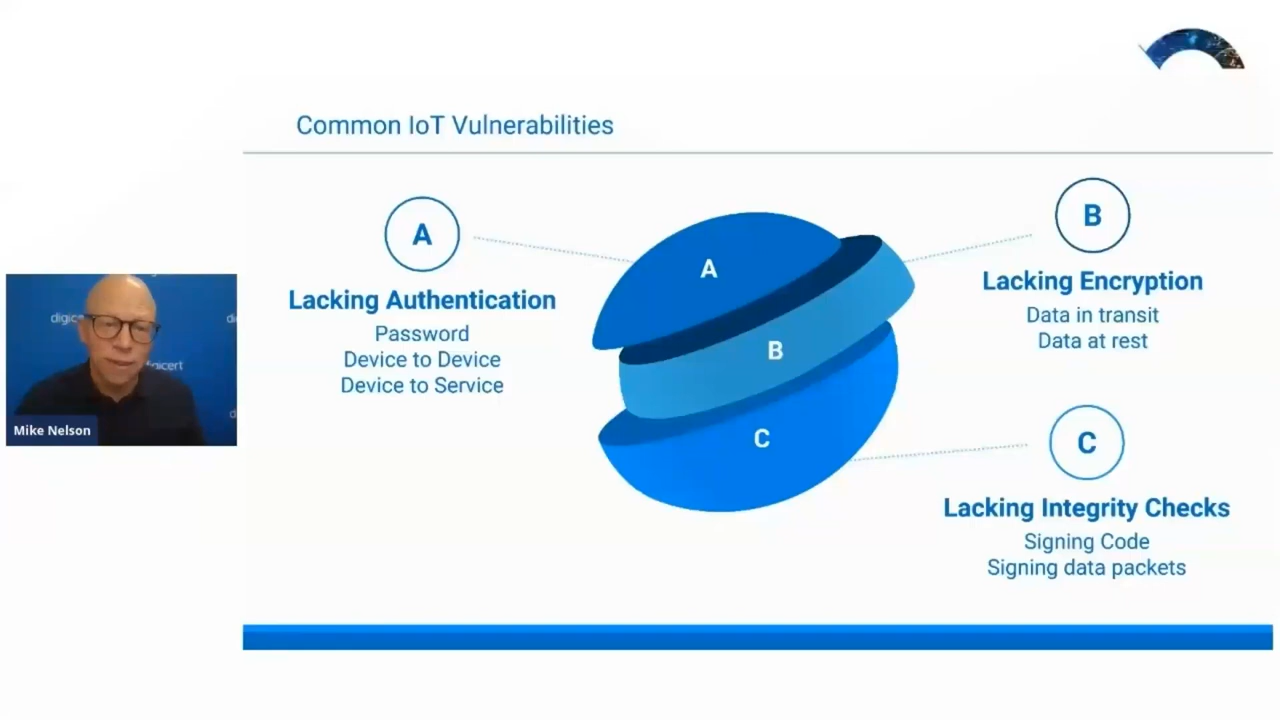 Common IoT Vulnerabilities
A
Lacking Authentication
Password
Device to Device
Device to Service
A
B
C
B
Lacking Encryption
Data in transit
Data at rest
C
Lacking Integrity Checks
Signing Code
Signing data packets
Mike Nelson